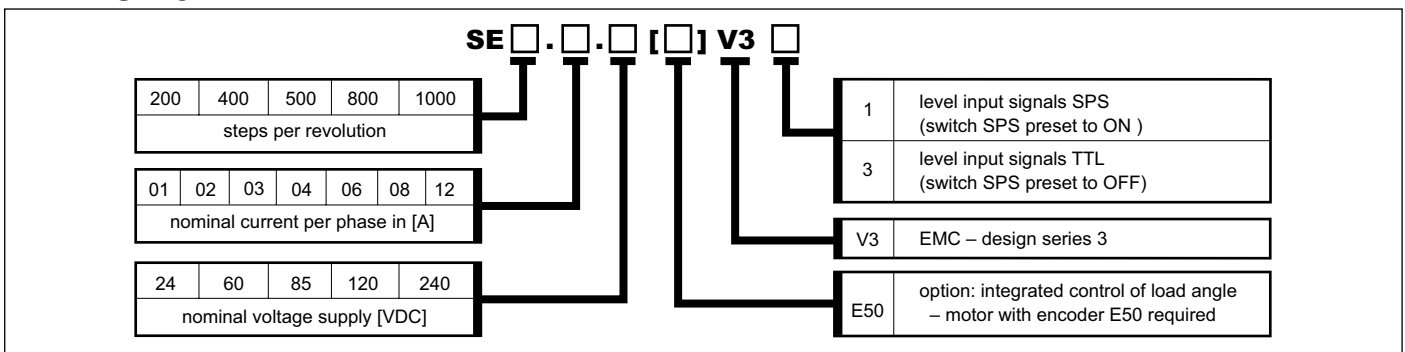 SE□.□.□ [□] V3 □
200 400 500 800 1000
steps per revolution
01 02 03 04 06 08 12
nominal current per phase in [A]
24 60 85 120 240
nominal voltage supply [VDC]
1 level input signals SPS
(switch SPS preset to ON )
3 level input signals TTL
(switch SPS preset to OFF)
V3 EMC – design series 3
E50 option: integrated control of load angle
– motor with encoder E50 required